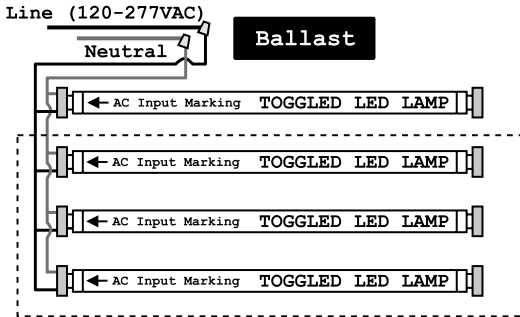 Line (120-277VAC)
Neutral
Ballast
AC Input Marking TOGGLED LED LAMP
AC Input Marking TOGGLED LED LAMP
AC Input Marking TOGGLED LED LAMP
AC Input Marking TOGGLED LED LAMP